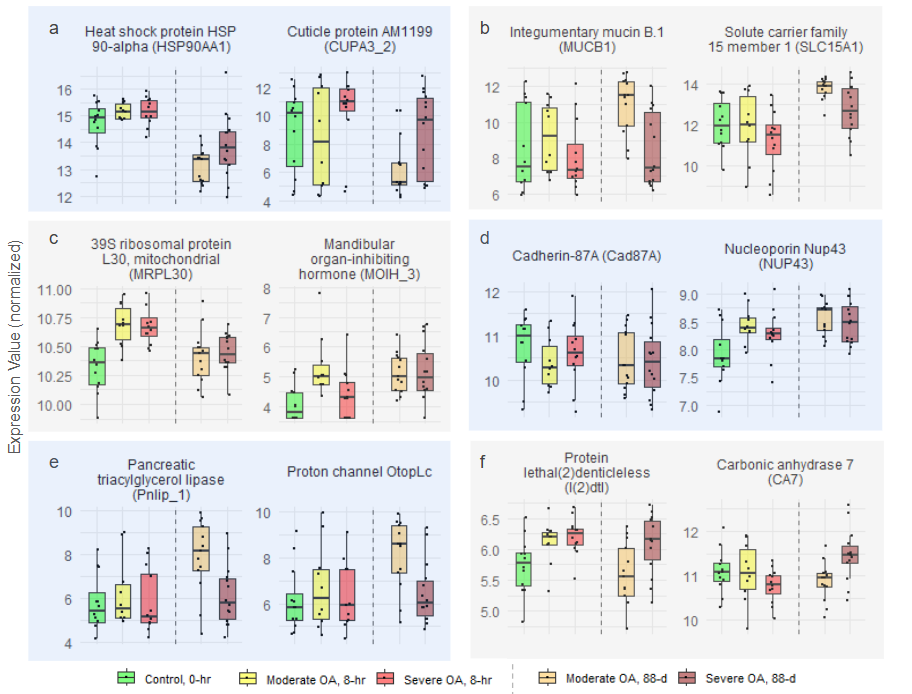 Expression Value (normalized)
a
Heat shock protein HSP
90-alpha (HSP90AA1)
16
15
14
13
12
Cuticle protein AM1199
(CUPA3_2)
12
10
8
6
4
b
Integumentary mucin B.1
(MUCB1)
12
10
8
6
Solute carrier family
15 member 1 (SLC15A1)
14
12
10
c
39S ribosomal protein
L30, mitochondrial
(MRPL30)
11.00
10.75
10.50
10.25
10.00
Mandibular
organ-inhibiting
hormone (MOIH_3)
8
7
6
5
4
d
Cadherin-87A (Cad87A)
12
11
10
Nucleoporin Nup43
(NUP43)
9.0
8.5
8.0
7.5
7.0
e
Pancreatic
triacylglycerol lipase
(Pnlip_1)
10
8
6
4
Proton channel OtopLc
10
8
6
f
Protein
lethal(2)denticleless
(l(2)dtl)
6.5
6.0
5.5
5.0
Carbonic anhydrase 7
(CA7)
12
11
10
Control, 0-hr
Moderate OA, 8-hr
Severe OA, 8-hr
Moderate OA, 88-d
Severe OA, 88-d